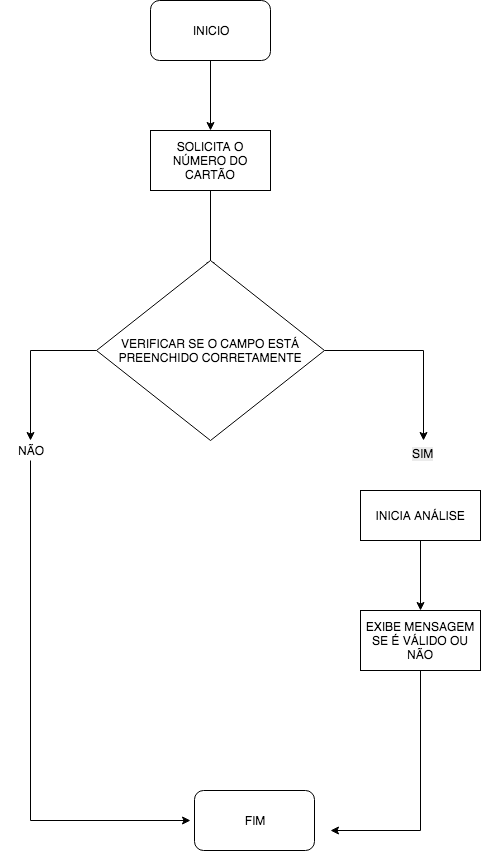 INICIO
SOLICITA O
NÚMERO DO
CARTÃO
VERIFICAR SE O CAMPO ESTÁ
PREENCHIDO CORRETAMENTE
NÃO
SIM
INICIA ANÁLISE
EXIBE MENSAGEM
SE É VÁLIDO OU
NÃO
FIM